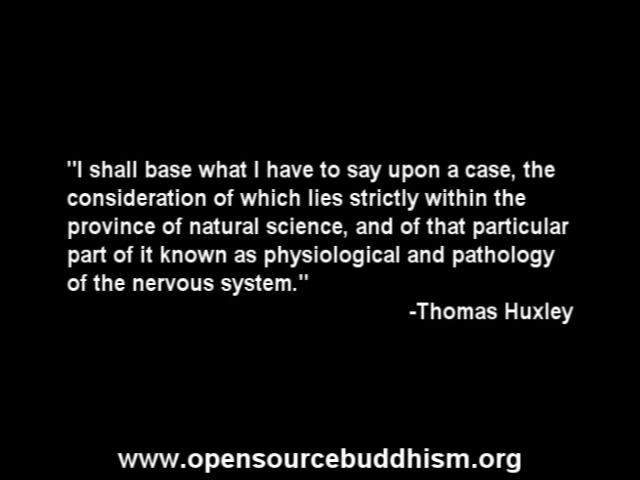 "I shall base what I have to say upon a case, the
consideration of which lies strictly within the
province of natural science, and of that particular
part of it known as physiological and pathology
of the nervous system."
-Thomas Huxley
www.opensourcebuddhism.org